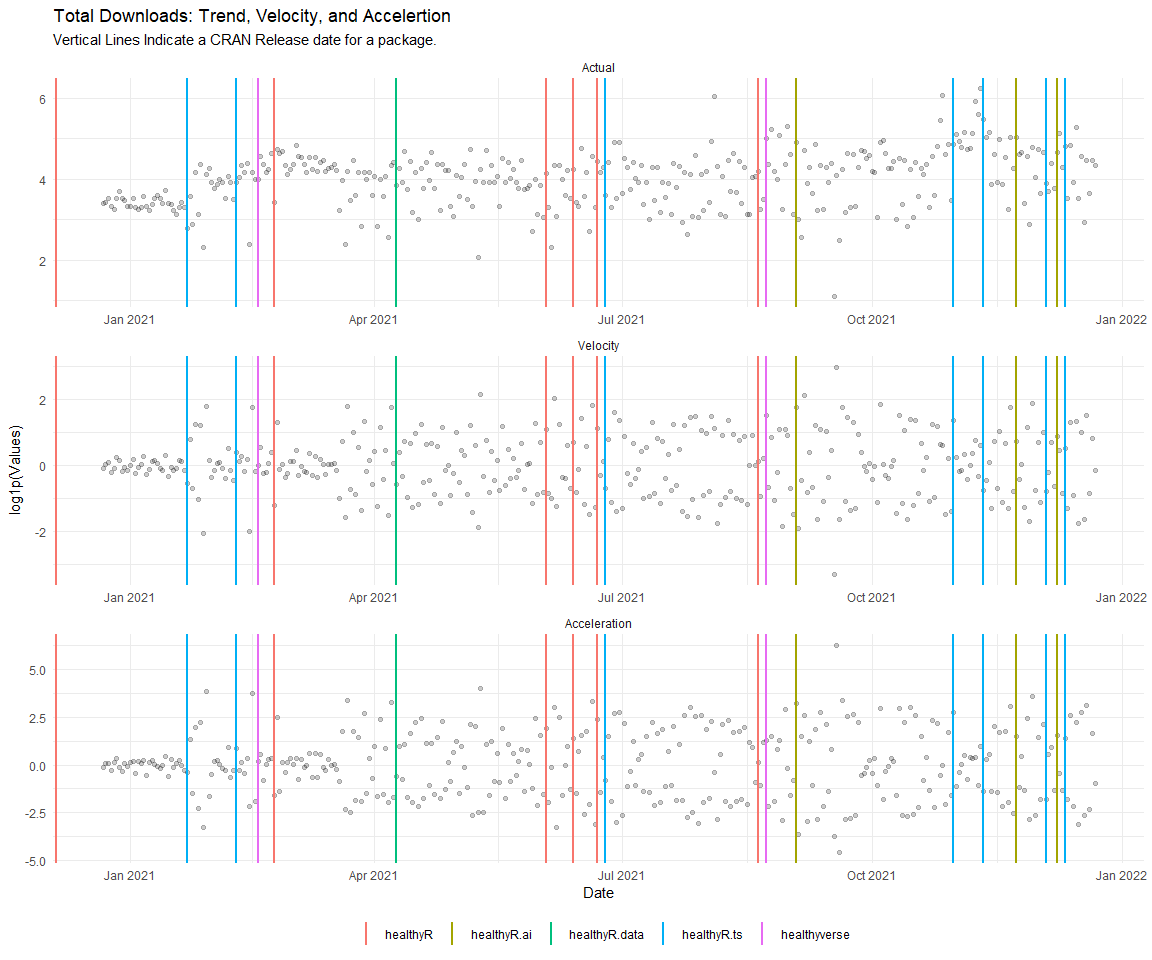 Total Downloads: Trend, Velocity, and Accelertion
Vertical Lines Indicate a CRAN Release date for a package.
Actual
6
4
2
Jan 2021 Apr 2021 Jul 2021 Oct 2021 Jan 2022
Velocity
log1p(Values)
2
0
-2
Jan 2021 Apr 2021 Jul 2021 Oct 2021 Jan 2022
Acceleration
5.0
2.5
0.0
-2.5
-5.0
Jan 2021 Apr 2021 Jul 2021 Oct 2021 Jan 2022
Date
healthyR healthyR.ai healthyR.data healthyR.ts healthyverse